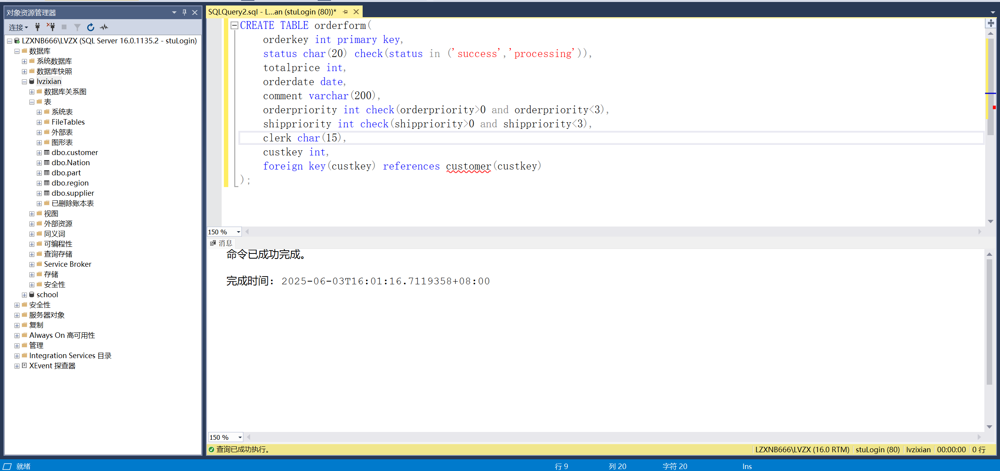 对象资源管理器
连接
LZXNB666\LVZX (SQL Server 16.0.1135.2 - stuLogin)
数据库
系统数据库
数据库快照
lvzixian
数据库关系图
表
系统表
FileTables
外部表
图形表
dbo.customer
dbo.Nation
dbo.part
dbo.region
dbo.supplier
已删除账本表
视图
外部资源
同义词
可编程性
查询存储
Service Broker
存储
安全性
school
安全性
服务器对象
复制
Always On 高可用性
管理
Integration Services 目录
XEvent 探查器
SQLQuery2.sql - L...an (stuLogin (80))*
CREATE TABLE orderform(
orderkey int primary key,
status char(20) check(status in ('success','processing')),
totalprice int,
orderdate date,
comment varchar(200),
orderpriority int check(orderpriority>0 and orderpriority<3),
shippriority int check(shippriority>0 and shippriority<3),
clerk char(15),
custkey int,
foreign key(custkey) references customer(custkey)
);
150 %
消息
命令已成功完成。
完成时间: 2025-06-03T16:01:16.7119358+08:00
150 %
查询已成功执行。
LZXNB666\LVZX (16.0 RTM)
stuLogin (80)
lvzixian
00:00:00
0 行
就绪
行 9
列 20
字符 20
Ins